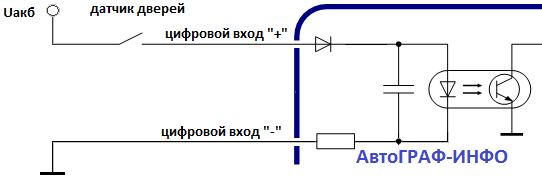 Uакб
датчик дверей
цифровой вход "+"
цифровой вход "-"
АвтоГРАФ-ИНФО